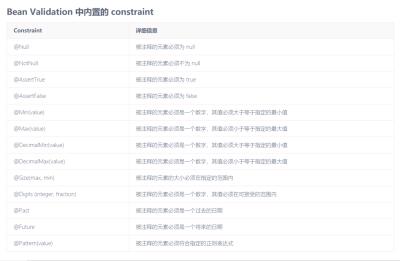 Bean Validation 中内置的 constraint
Constraint 详细信息
@Null 被注释的元素必须为 null
@NotNull 被注释的元素必须不为 null
@AssertTrue 被注释的元素必须为 true
@AssertFalse 被注释的元素必须为 false
@Min(value) 被注释的元素必须是一个数字，其值必须大于等于指定的最小值
@Max(value) 被注释的元素必须是一个数字，其值必须小于等于指定的最大值
@DecimalMin(value) 被注释的元素必须是一个数字，其值必须大于等于指定的最小值
@DecimalMax(value) 被注释的元素必须是一个数字，其值必须小于等于指定的最大值
@Size(max, min) 被注释的元素的大小必须在指定的范围内
@Digits (integer, fraction) 被注释的元素必须是一个数字，其值必须在可接受的范围内
@Past 被注释的元素必须是一个过去的日期
@Future 被注释的元素必须是一个将来的日期
@Pattern(value) 被注释的元素必须符合指定的正则表达式